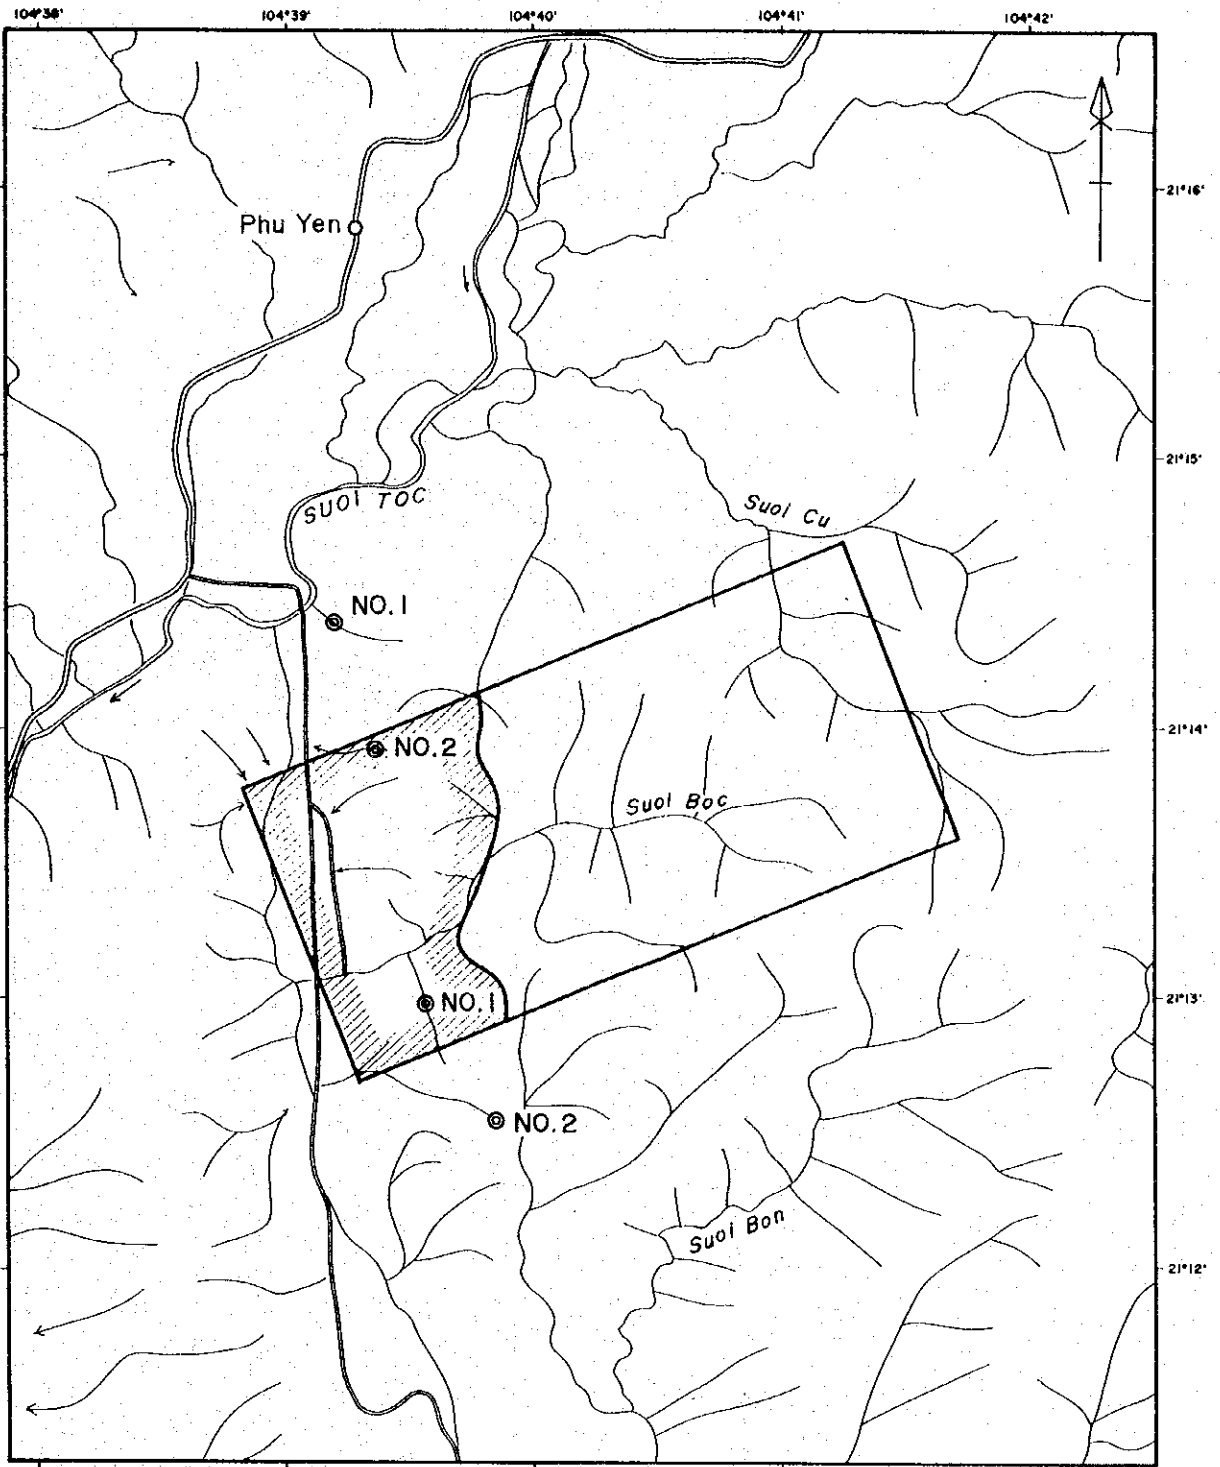 104°38'
104°39'
104°40'
104°41'
104°42'
21°16'
Phu Yen
21°15'
SUOI TOC
Suoi Cu
NO.1
21°14'
NO.2
Suoi Boc
21°13'
NO.1
NO.2
Suoi Bon
21°12'